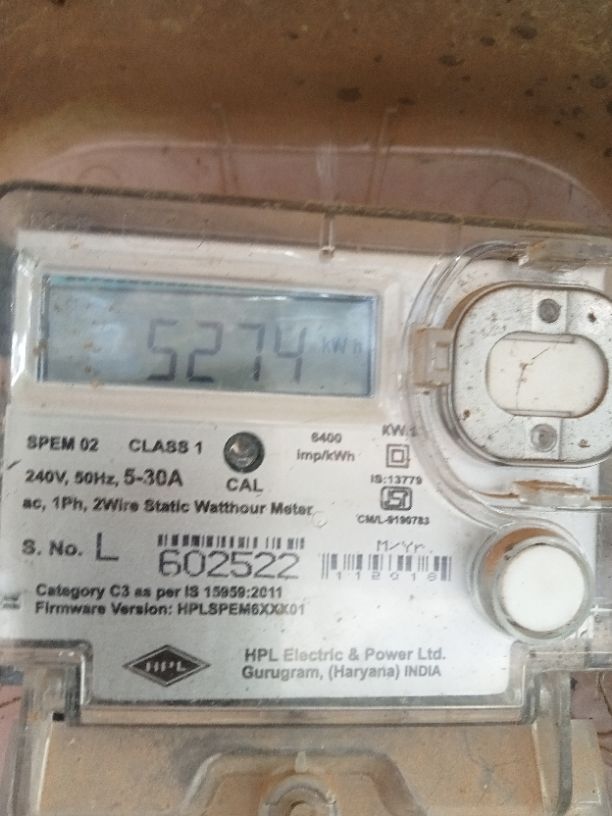 5274 kWh
SPEM 02 CLASS 1
6400
imp/kWh
240V, 50Hz, 5-30A
CAL
IS:13779
ac, 1Ph, 2Wire Static Watthour Meter
CM/L-9190783
S. No. L 602522
M/Yr.
112018
Category C3 as per IS 15959:2011
Firmware Version: HPLSPEM6XXX01
HPL
HPL Electric & Power Ltd.
Gurugram, (Haryana) INDIA